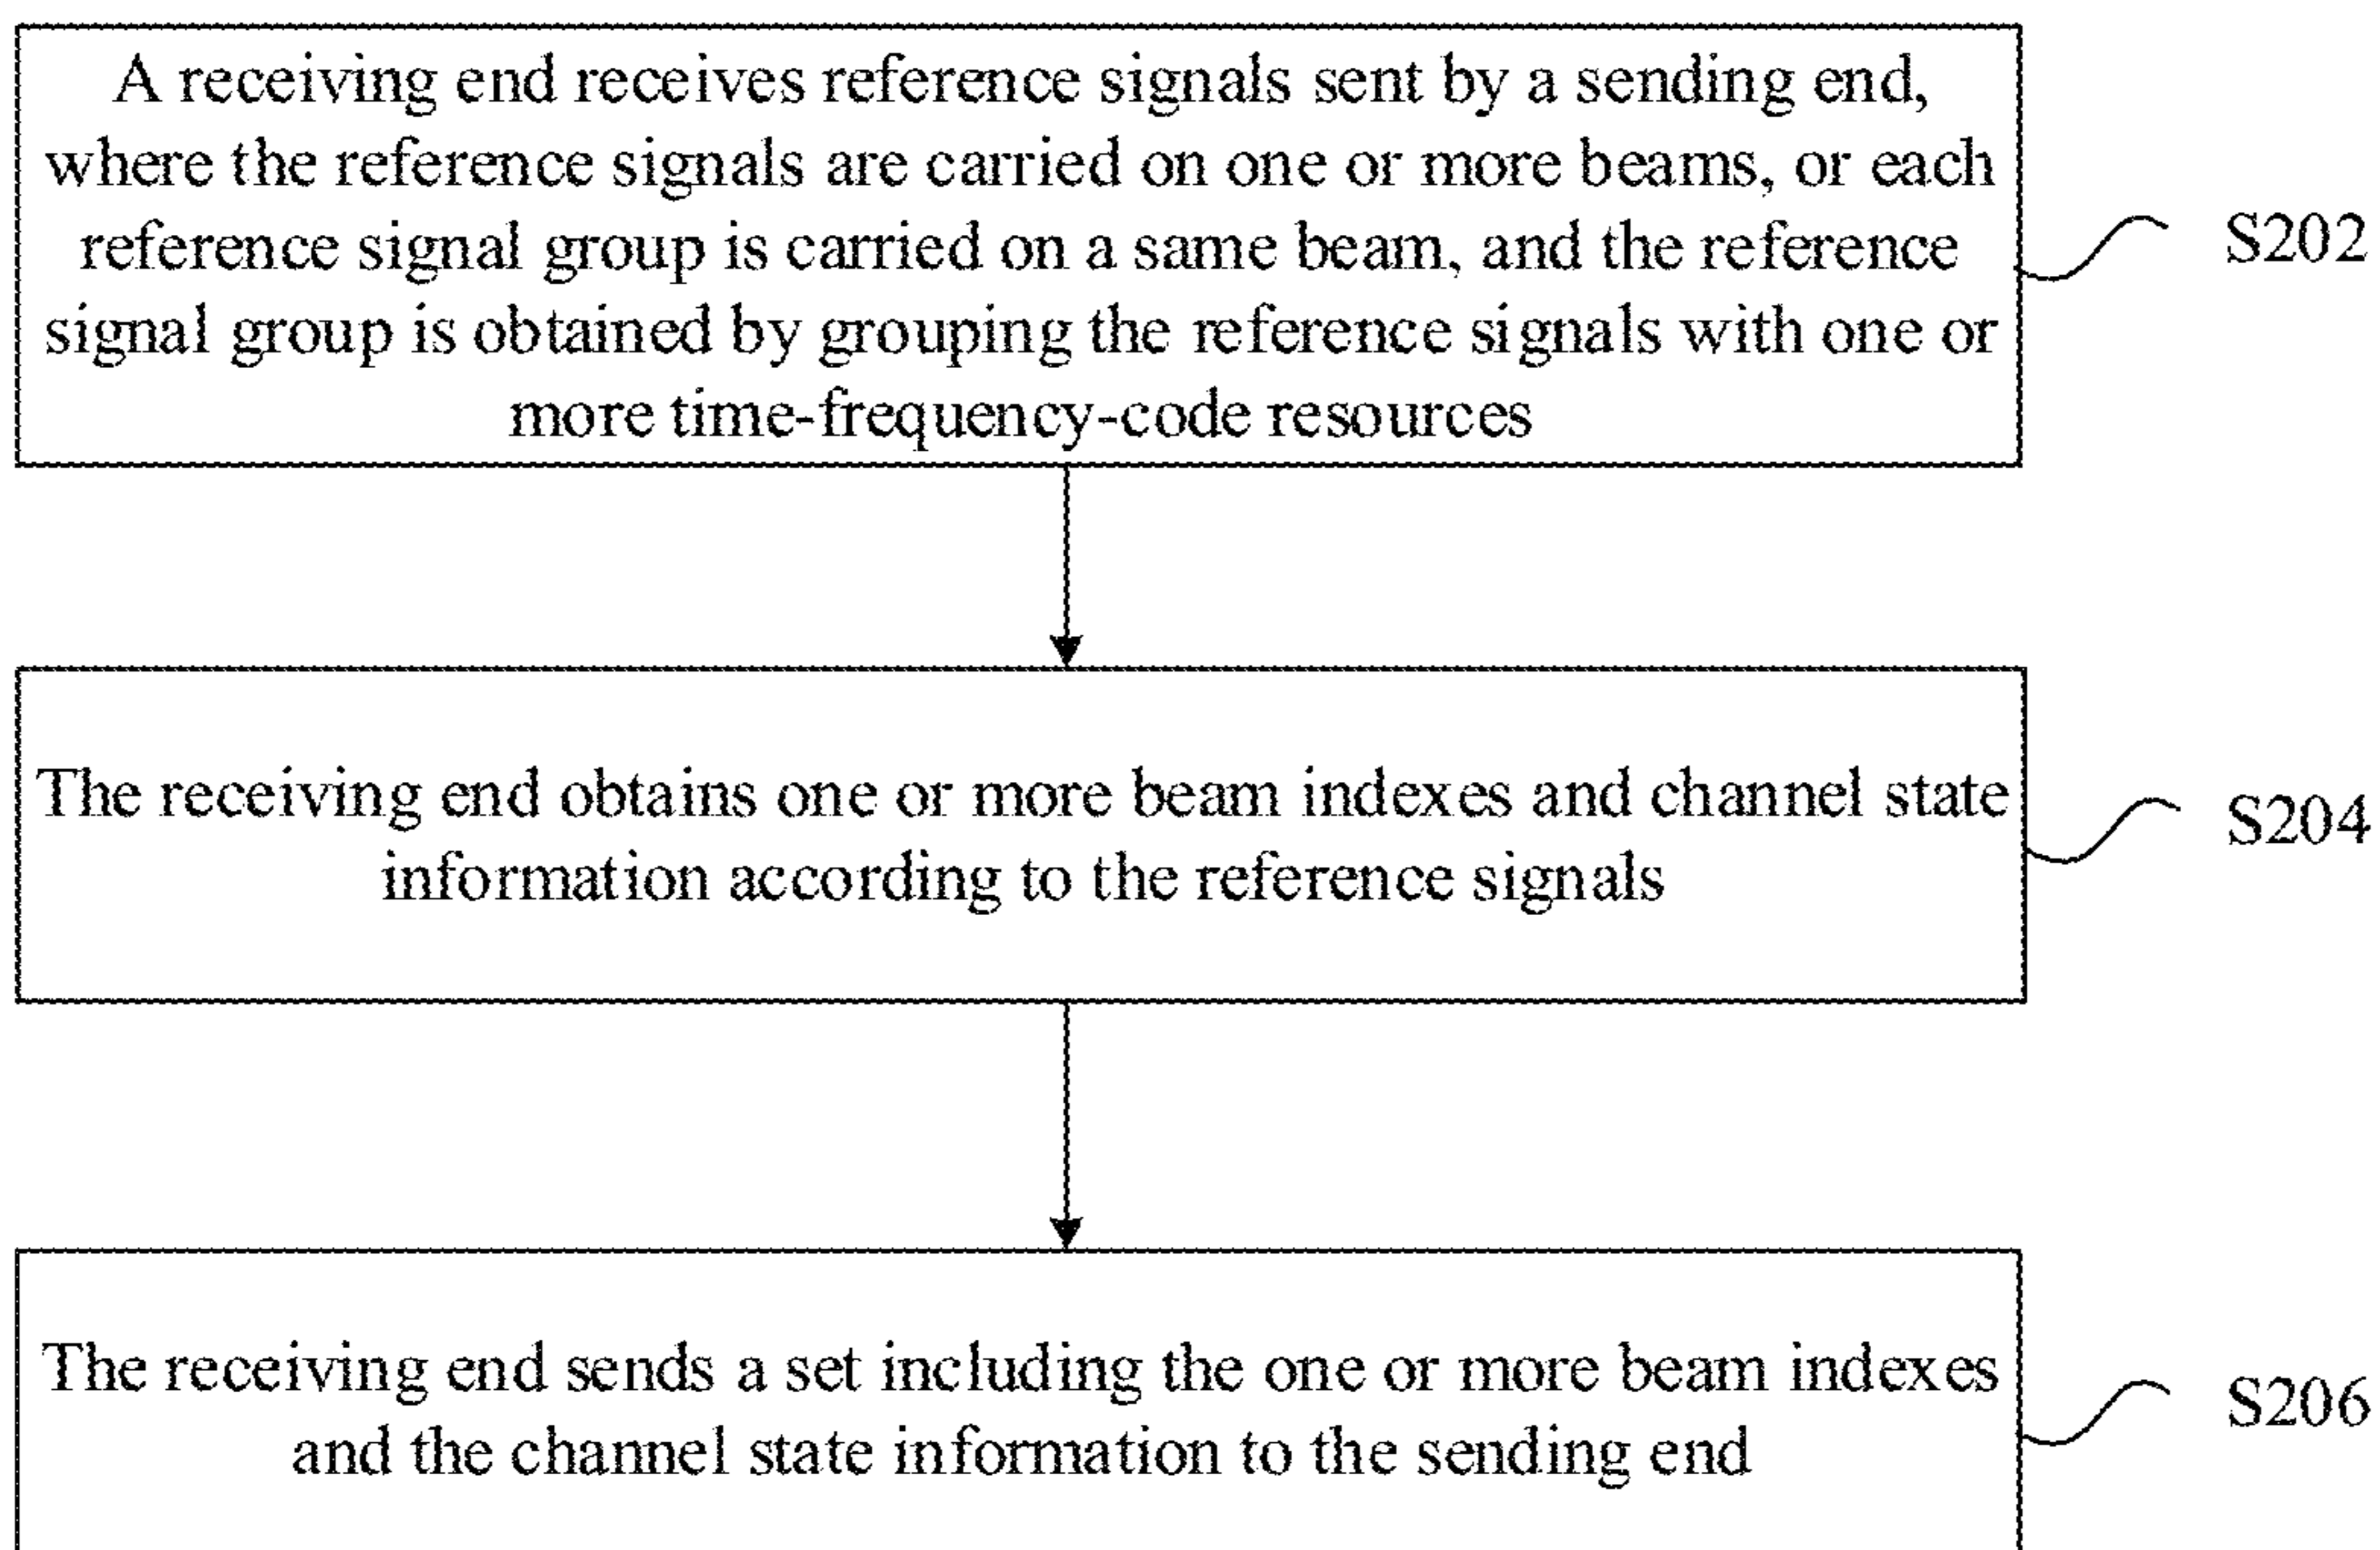 A receiving end receives reference signals sent by a sending end,
where the reference signals are carried on one or more beams, or each
reference signal group is carried on a same beam, and the reference
signal group is obtained by grouping the reference signals with one or
more time-frequency-code resources
S202
The receiving end obtains one or more beam indexes and channel state
information according to the reference signals
S204
The receiving end sends a set including the one or more beam indexes
and the channel state information to the sending end
S206